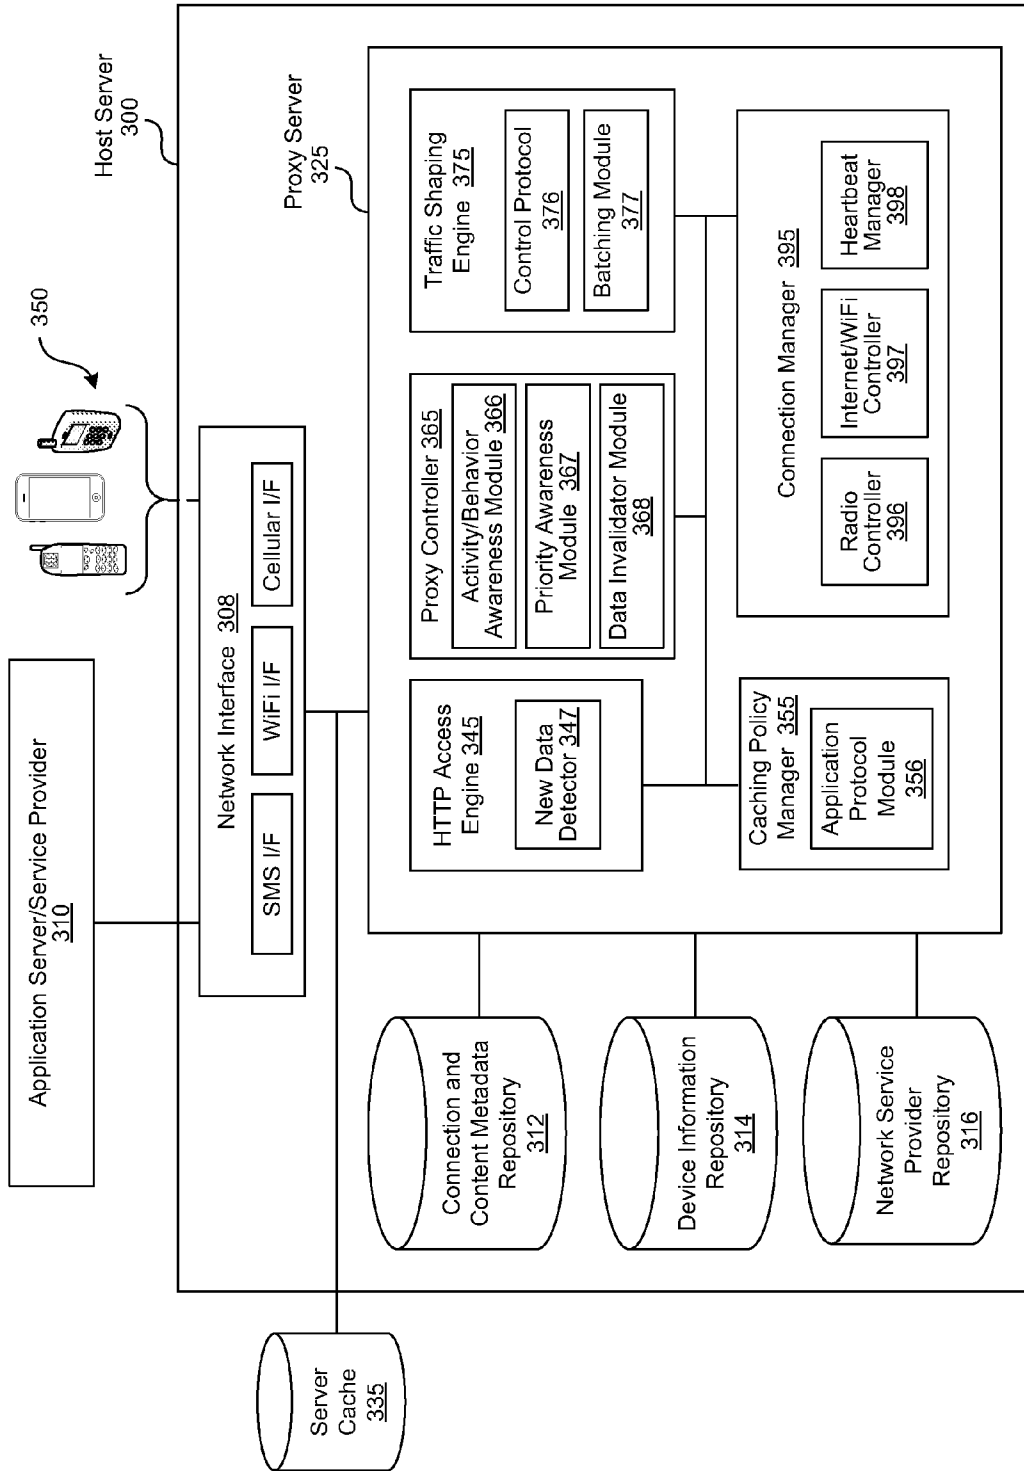 Application Server/Service Provider
310
350
Host Server
300
Network Interface 308
SMS I/F
WiFi I/F
Cellular I/F
Server
Cache
335
Proxy Server
325
Connection and
Content Metadata
Repository
312
Device Information
Repository
314
Network Service
Provider
Repository
316
HTTP Access
Engine 345
New Data
Detector 347
Proxy Controller 365
Activity/Behavior
Awareness Module 366
Priority Awareness
Module 367
Data Invalidator Module
368
Traffic Shaping
Engine 375
Control Protocol
376
Batching Module
377
Caching Policy
Manager 355
Application
Protocol
Module
356
Connection Manager 395
Radio
Controller
396
Internet/WiFi
Controller
397
Heartbeat
Manager
398